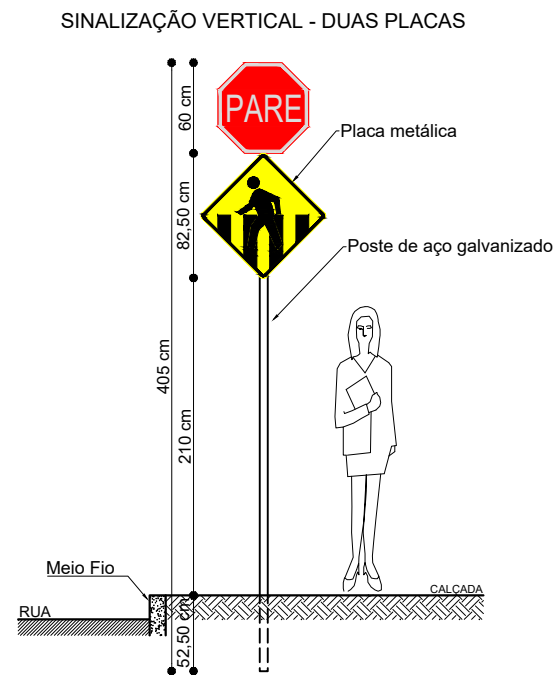 SINALIZAÇÃO VERTICAL - DUAS PLACAS
60 cm
PARE
Placa metálica
82,50 cm
Poste de aço galvanizado
405 cm
210 cm
Meio Fio
CALÇADA
RUA
52,50 cm